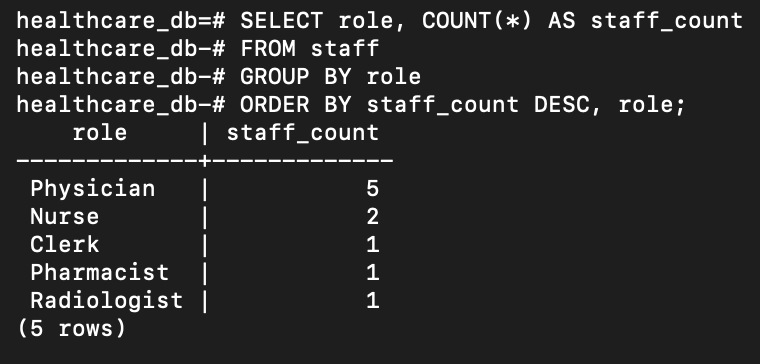 healthcare_db=# SELECT role, COUNT(*) AS staff_count
healthcare_db-# FROM staff
healthcare_db-# GROUP BY role
healthcare_db-# ORDER BY staff_count DESC, role;
    role     | staff_count
-------------+-------------
 Physician   |           5
 Nurse       |           2
 Clerk       |           1
 Pharmacist  |           1
 Radiologist |           1
(5 rows)